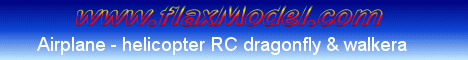 www.flaxModel.com
Airplane - helicopter RC dragonfly & walkera